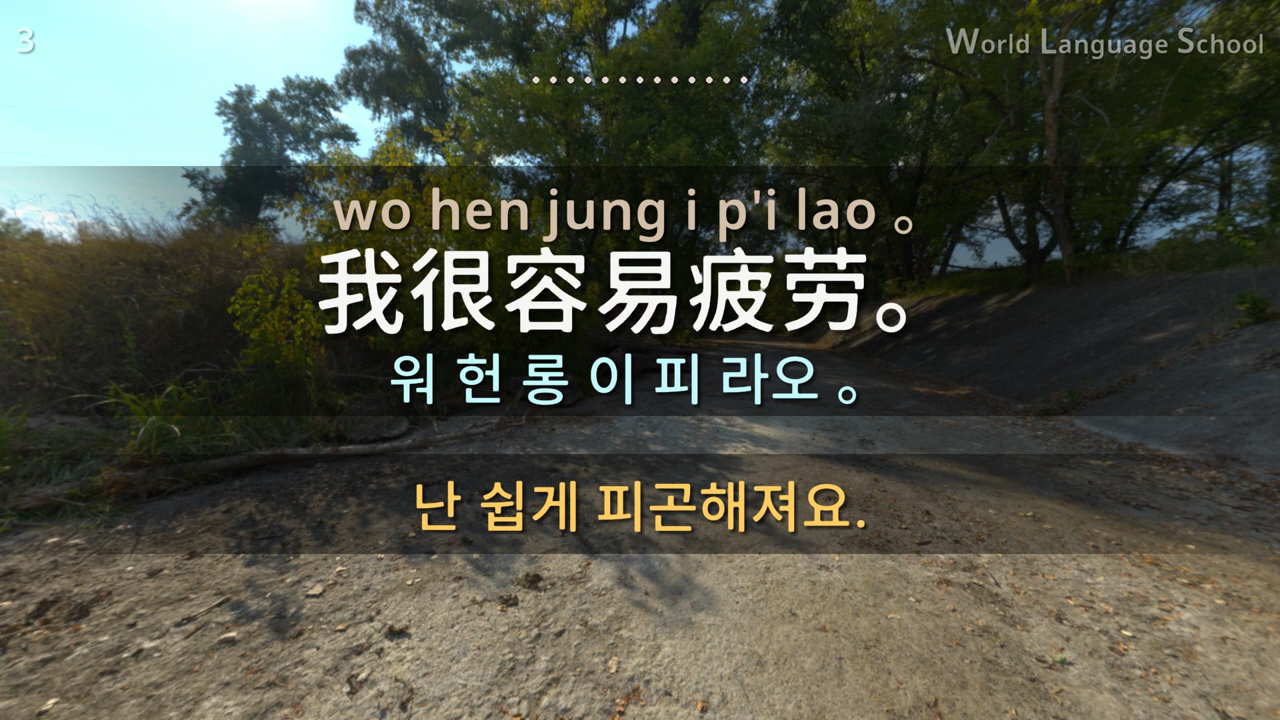 3
World Language School
• • • • • • • • • • • • •
wo hen jung i p'i lao 。
我很容易疲劳。
워 헌 롱 이 피 라오 。
난 쉽게 피곤해져요.